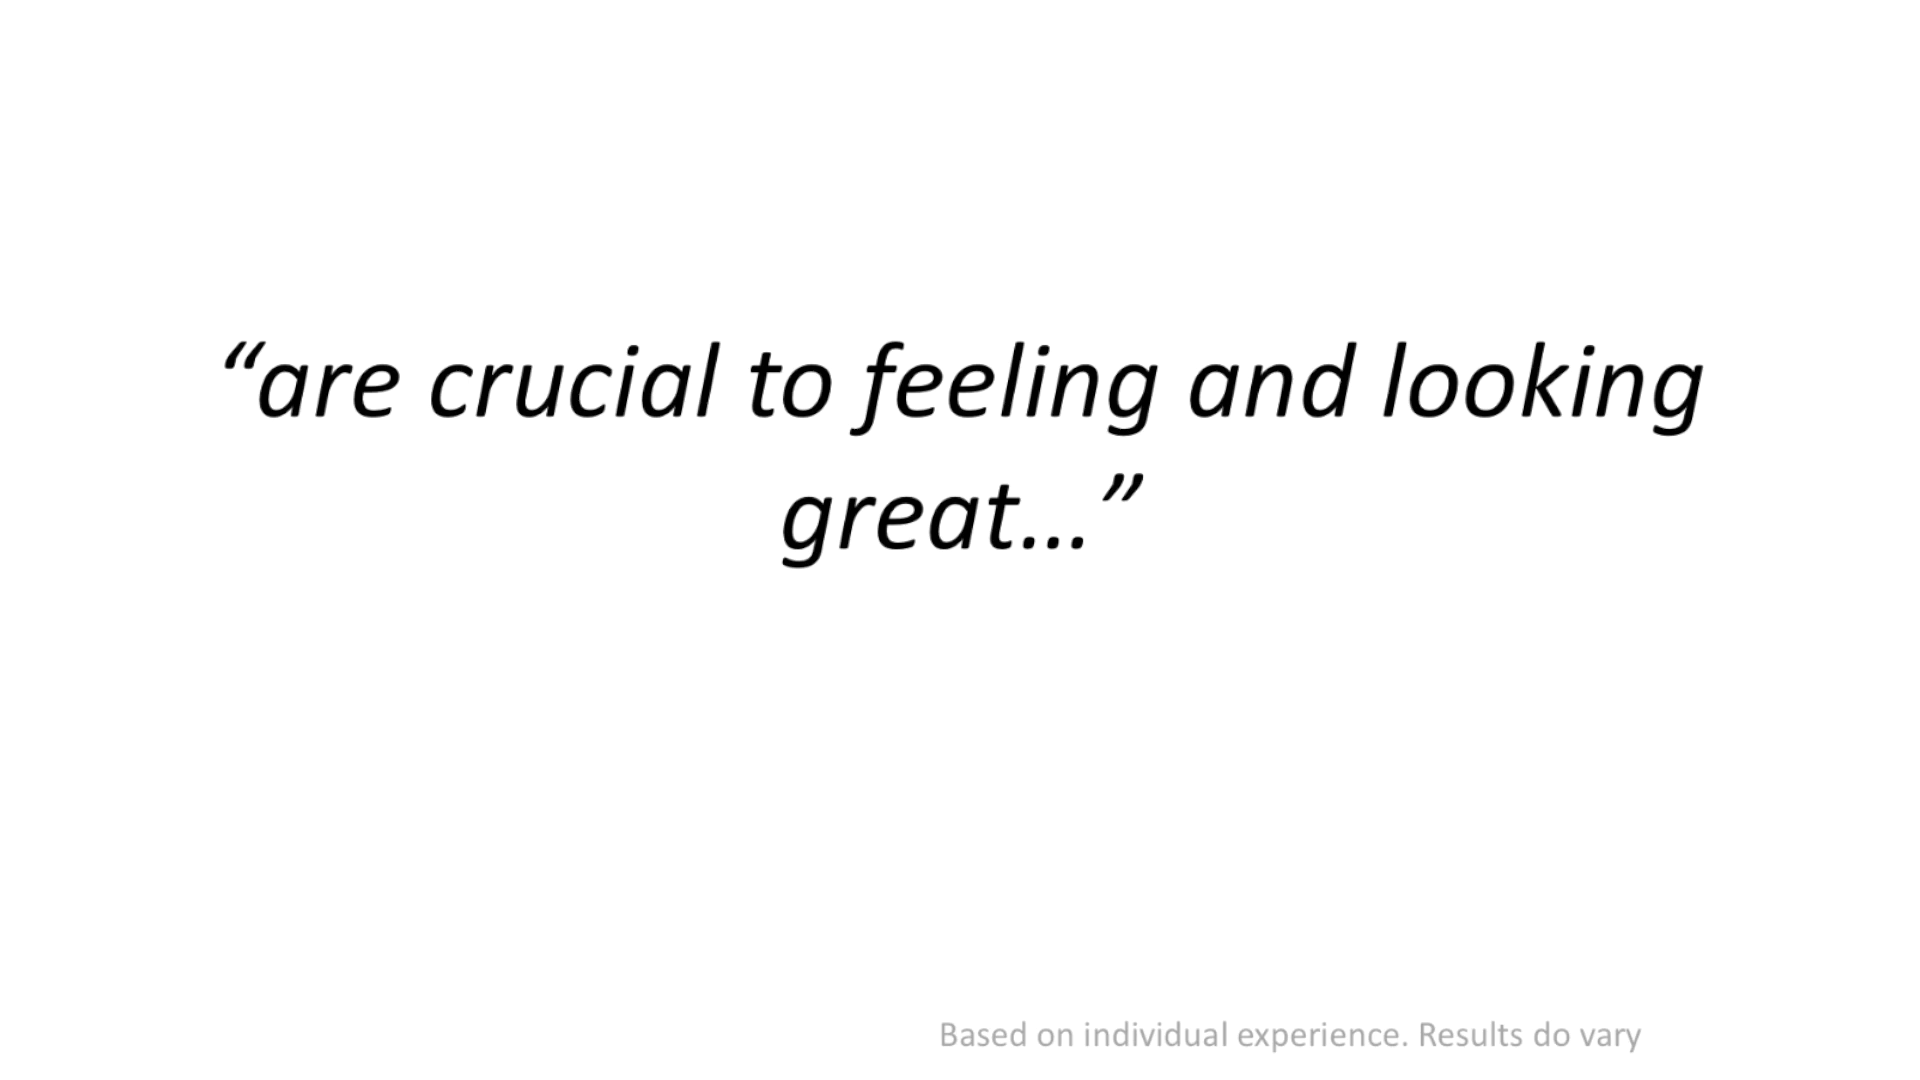 “are crucial to feeling and looking
great…”
Based on individual experience. Results do vary